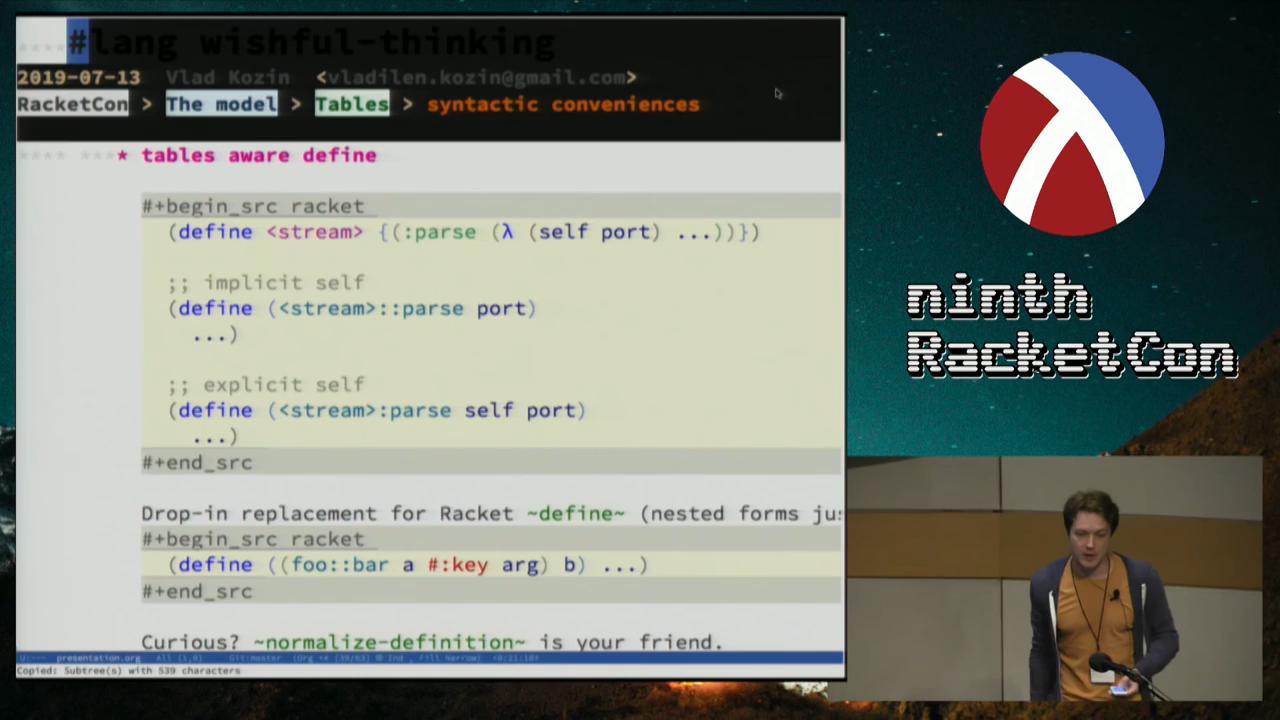 #lang wishful-thinking
2019-07-13 Vlad Kozin <vladilen.kozin@gmail.com>
RacketCon > The model > Tables > syntactic conveniences
* tables aware define
#+begin_src racket
(define <stream> {(:parse (λ (self port) ...))})
;; implicit self
(define (<stream>::parse port)
...)
;; explicit self
(define (<stream>:parse self port)
...)
#+end_src
Drop-in replacement for Racket ~define~ (nested forms
#+begin_src racket
(define ((foo::bar a #:key arg) b) ...)
#+end_src
Curious? ~normalize-definition~ is your friend.
presentation.org
Copied: Subtree(s) with 539 characters
ninth
RacketCon